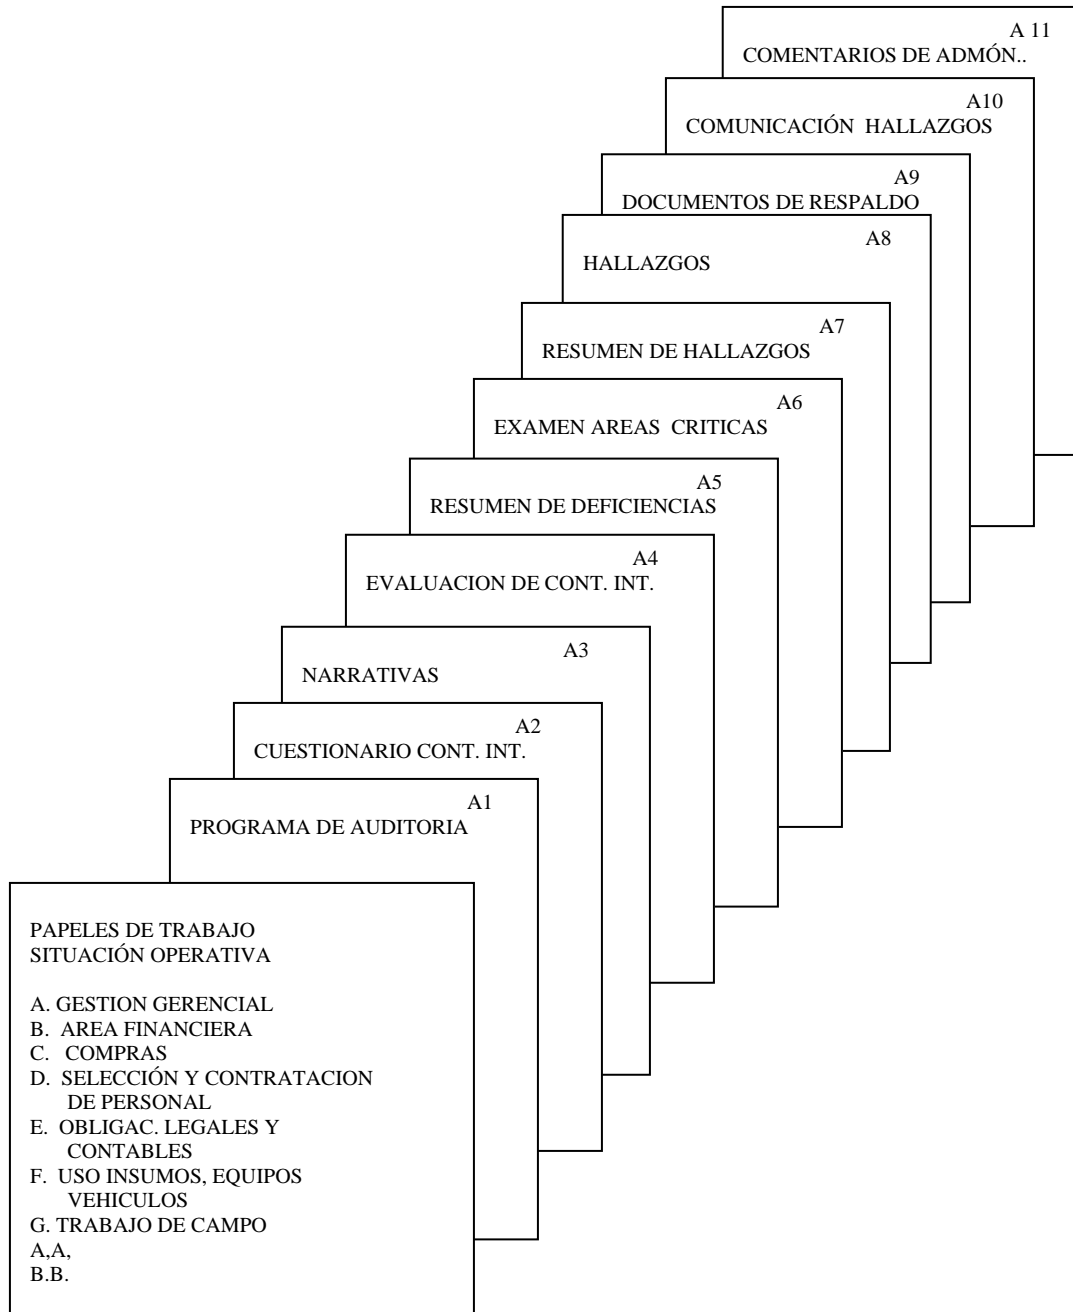 A 11
COMENTARIOS DE ADMÓN..
A10
COMUNICACIÓN HALLAZGOS
A9
DOCUMENTOS DE RESPALDO
A8
HALLAZGOS
A7
RESUMEN DE HALLAZGOS
A6
EXAMEN AREAS CRITICAS
A5
RESUMEN DE DEFICIENCIAS
A4
EVALUACION DE CONT. INT.
A3
NARRATIVAS
A2
CUESTIONARIO CONT. INT.
A1
PROGRAMA DE AUDITORIA
PAPELES DE TRABAJO
SITUACIÓN OPERATIVA
A. GESTION GERENCIAL
B. AREA FINANCIERA
C. COMPRAS
D. SELECCIÓN Y CONTRATACION
DE PERSONAL
E. OBLIGAC. LEGALES Y
CONTABLES
F. USO INSUMOS, EQUIPOS
VEHICULOS
G. TRABAJO DE CAMPO
A,A,
B.B.